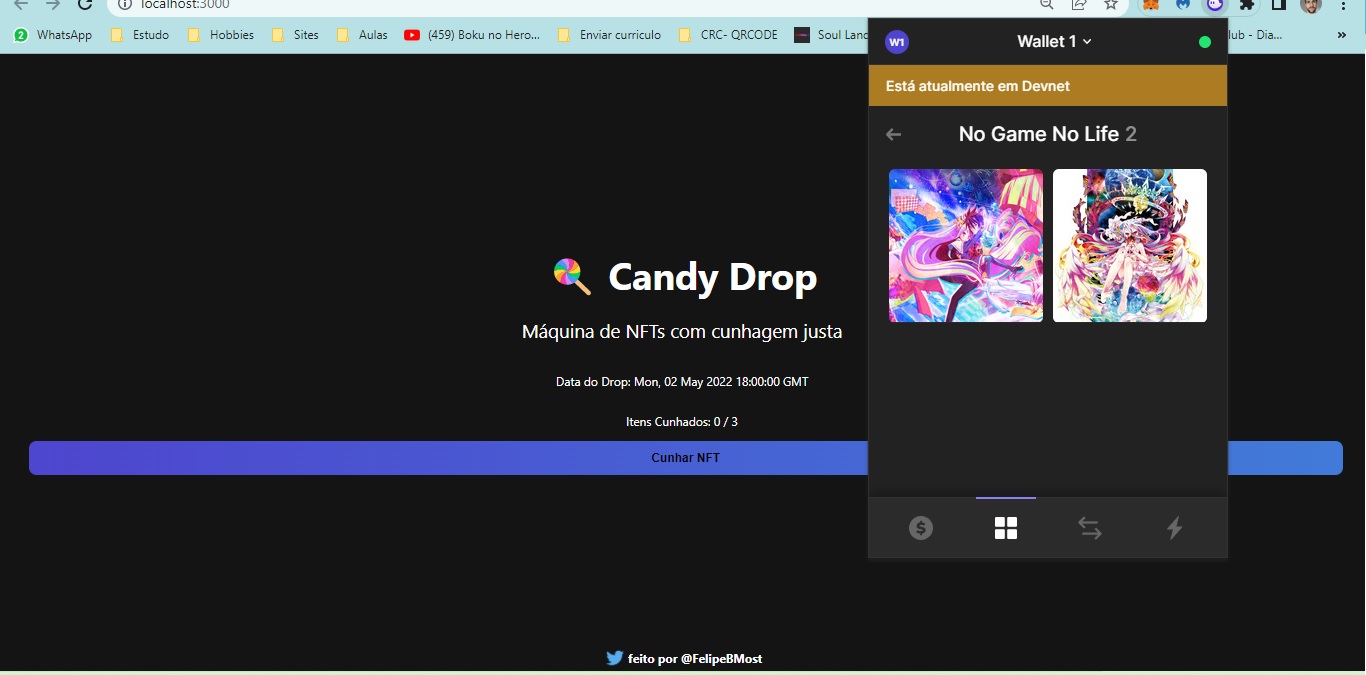 localhost:3000
2 WhatsApp Estudo Hobbies Sites Aulas (459) Boku no Hero... Enviar curriculo CRC- QRCODE Soul Land lub - Dia... »
W1 Wallet 1
Está atualmente em Devnet
No Game No Life 2
Candy Drop
Máquina de NFTs com cunhagem justa
Data do Drop: Mon, 02 May 2022 18:00:00 GMT
Itens Cunhados: 0 / 3
Cunhar NFT
feito por @FelipeBMost